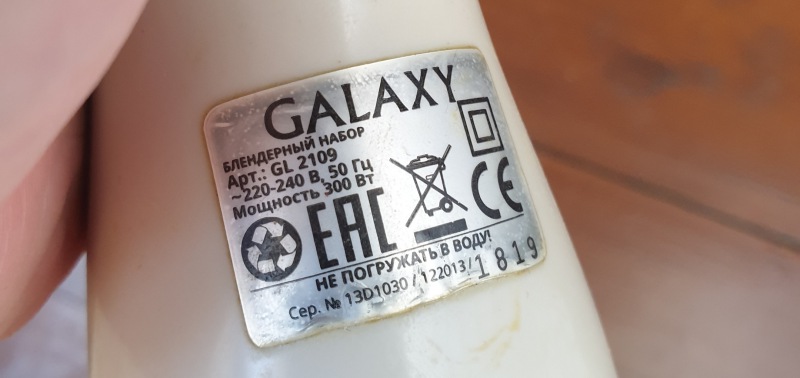 GALAXY
БЛЕНДЕРНЫЙ НАБОР
Арт.: GL 2109
~220-240 В, 50 Гц
Мощность 300 Вт
EAC CE
НЕ ПОГРУЖАТЬ В ВОДУ!
Сер. № 13D1030 / 122013 / 1819